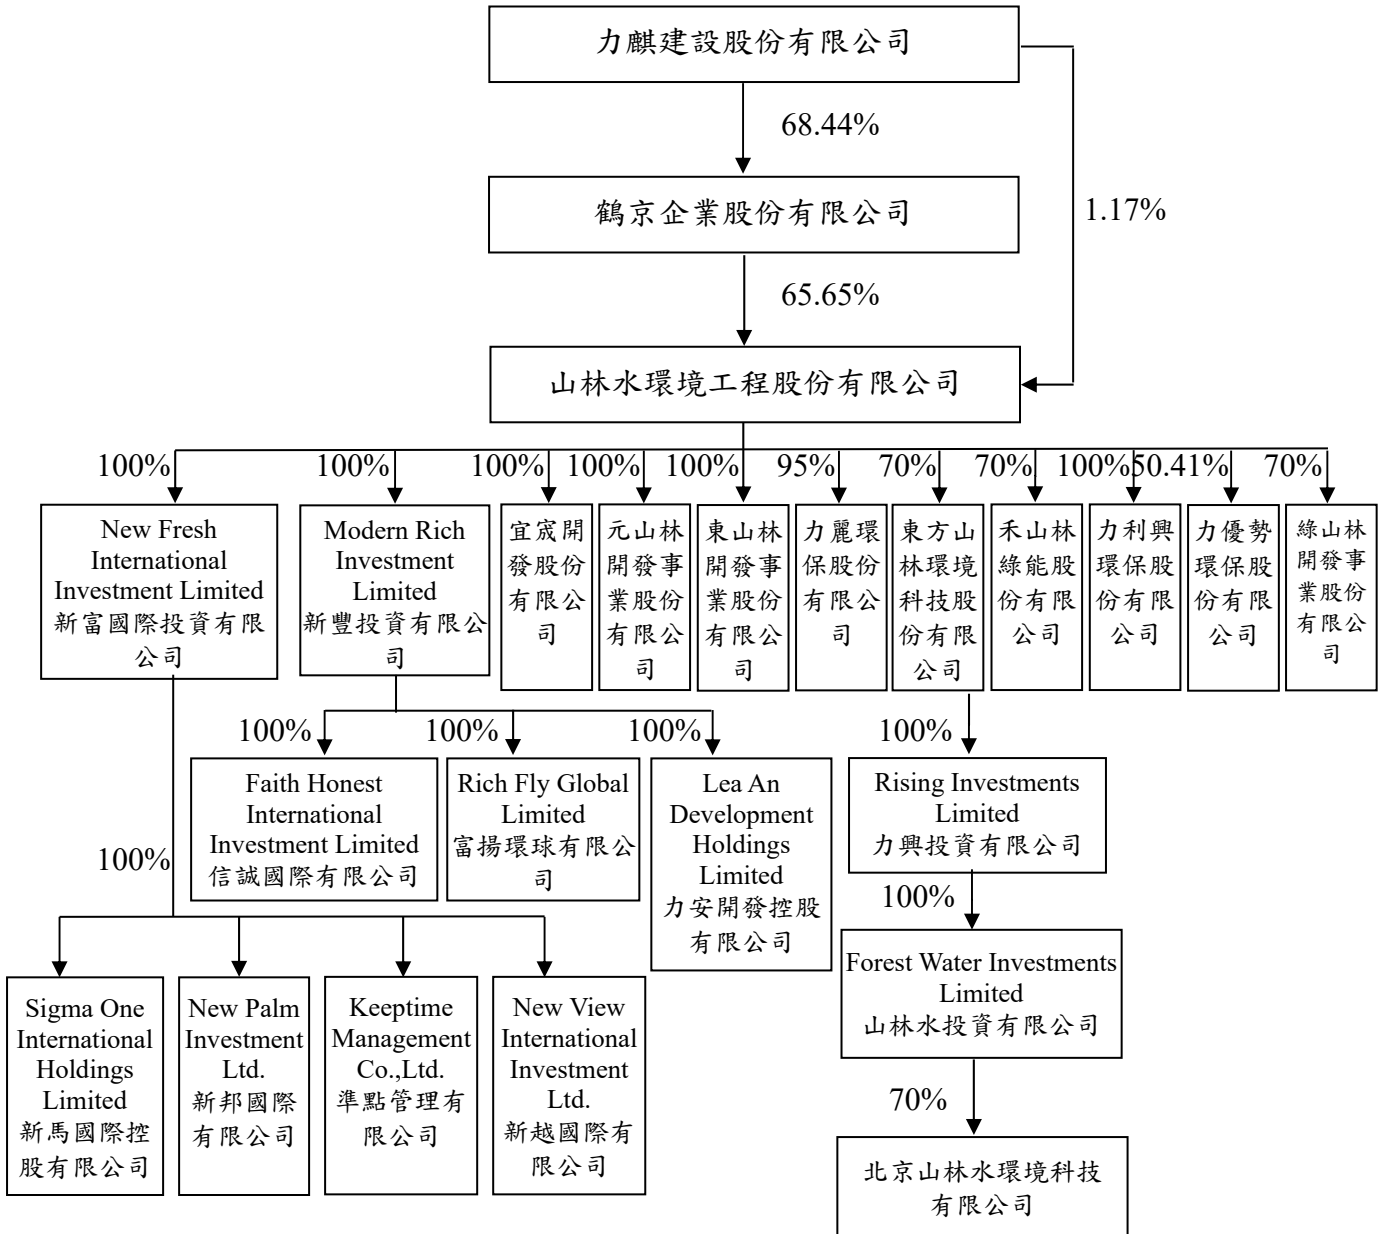 力麒建設股份有限公司
68.44%
鶴京企業股份有限公司
1.17%
65.65%
山林水環境工程股份有限公司
100%
100%
100%
100%
100%
95%
70%
70%
100%
50.41%
70%
New Fresh
International
Investment Limited
新富國際投資有限
公司
Modern Rich
Investment
Limited
新豐投資有限公
司
宜宬開
發股份
有限公
司
元山林
開發事
業股份
有限公
司
東山林
開發事
業股份
有限公
司
力麗環
保股份
有限公
司
東方山
林環境
科技股
份有限
公司
禾山林
綠能股
份有限
公司
力利興
環保股
份有限
公司
力優勢
環保股
份有限
公司
綠山林
開發事
業股份
有限公
司
100%
100%
100%
100%
Faith Honest
International
Investment Limited
信誠國際有限公司
Rich Fly Global
Limited
富揚環球有限公
司
Lea An
Development
Holdings
Limited
力安開發控股
有限公司
Rising Investments
Limited
力興投資有限公司
100%
100%
Forest Water Investments
Limited
山林水投資有限公司
Sigma One
International
Holdings
Limited
新馬國際控
股有限公司
New Palm
Investment
Ltd.
新邦國際
有限公司
Keeptime
Management
Co.,Ltd.
準點管理有
限公司
New View
International
Investment
Ltd.
新越國際有
限公司
70%
北京山林水環境科技
有限公司